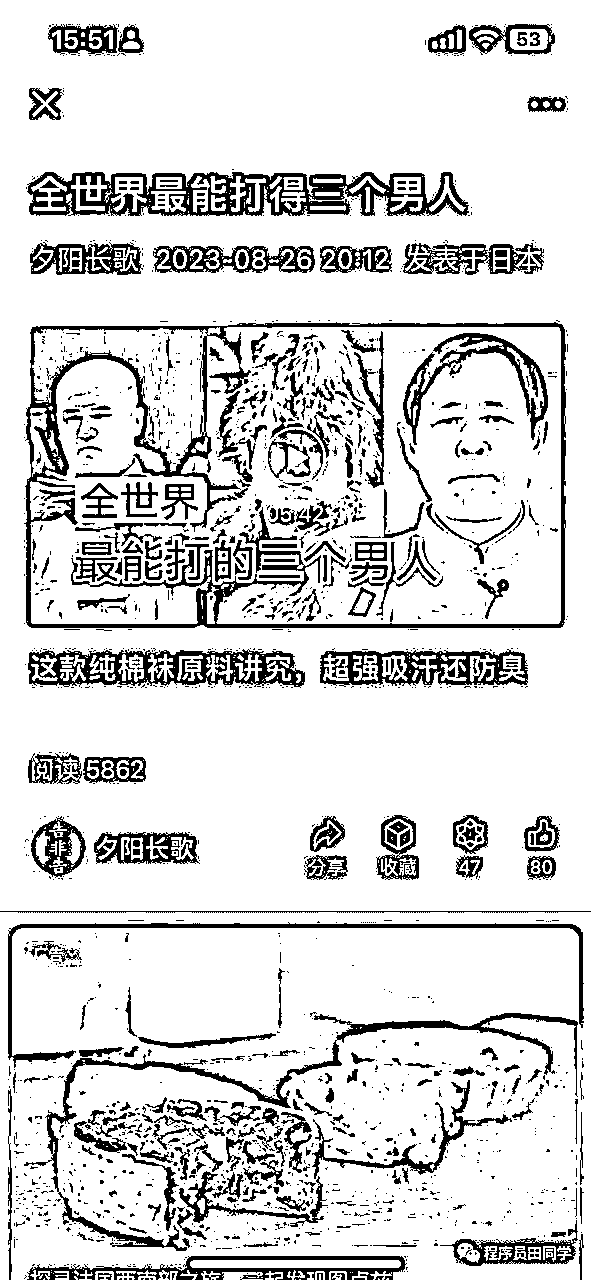 15:51
53
全世界最能打得三个男人
夕阳长歌 2023-08-26 20:12 发表于日本
全世界
05:42
最能打的三个男人
这款纯棉袜原料讲究，超强吸汗还防臭
阅读 5862
夕阳长歌
分享 收藏 47 80
广告
程序员田同学